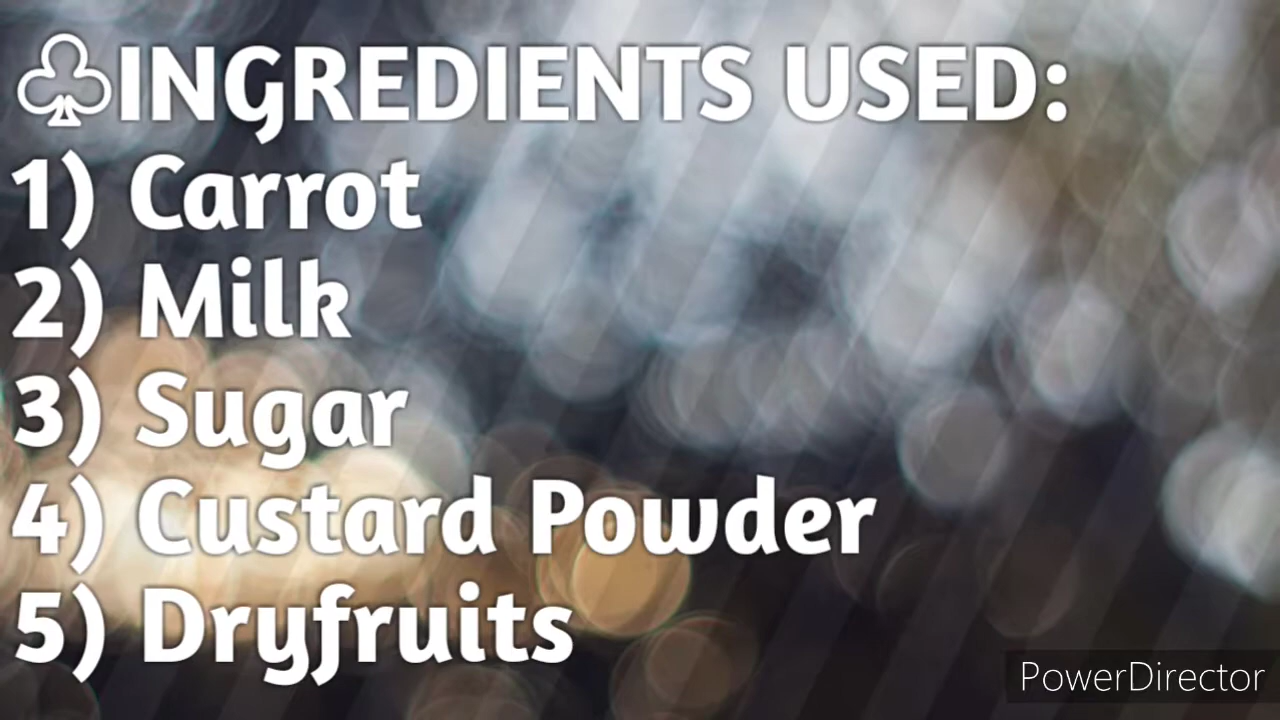 ♧INGREDIENTS USED:
1) Carrot
2) Milk
3) Sugar
4) Custard Powder
5) Dryfruits
PowerDirector